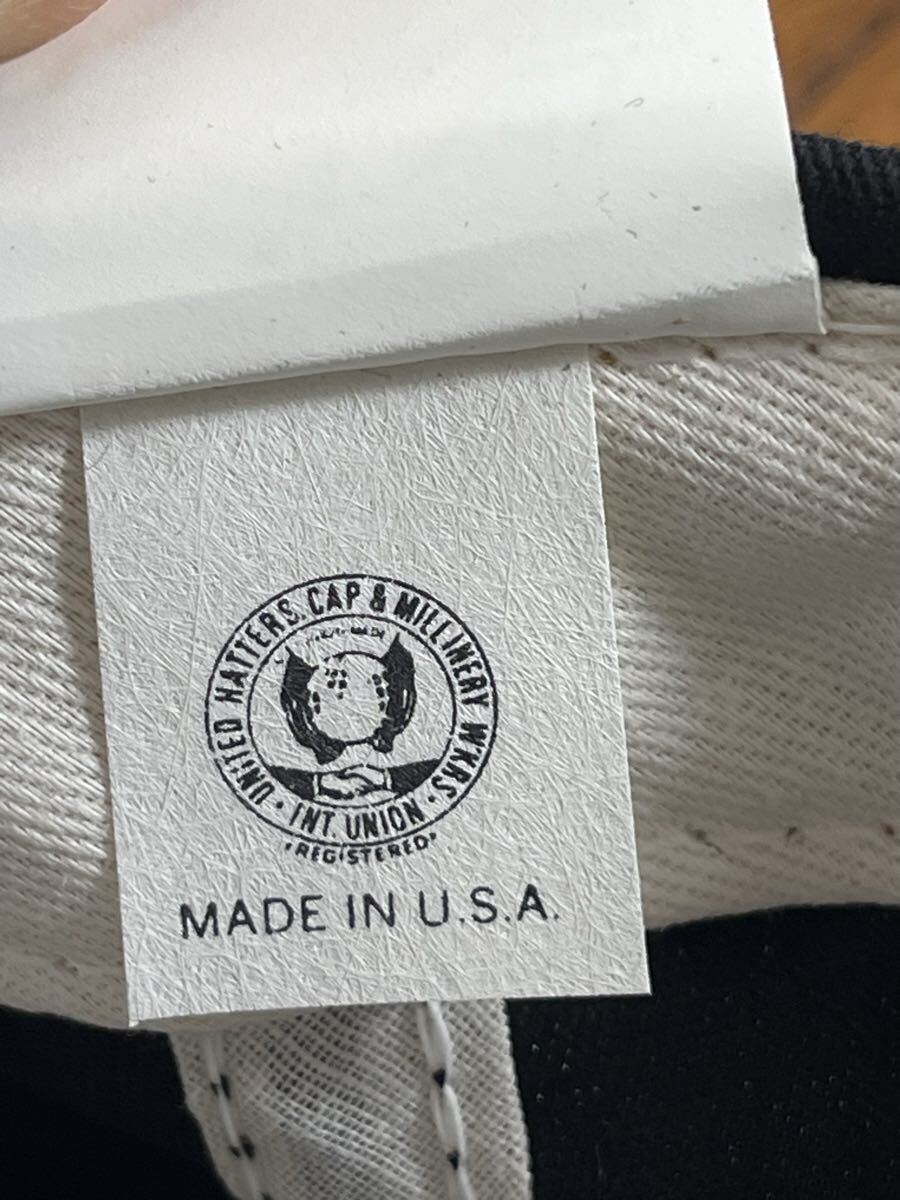 UNITED HATTERS, CAP & MILLINERY WKRS
· INT. UNION ·
•REGISTERED•
MADE IN U.S.A.